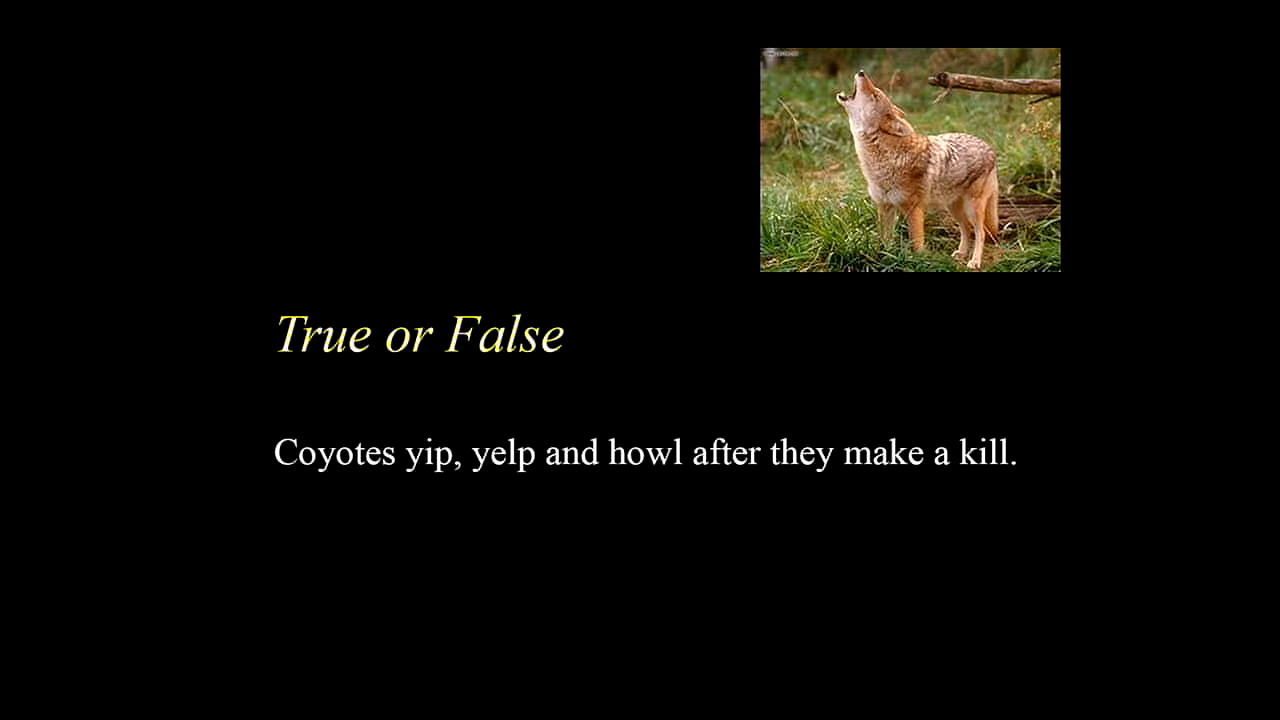 True or False
Coyotes yip, yelp and howl after they make a kill.